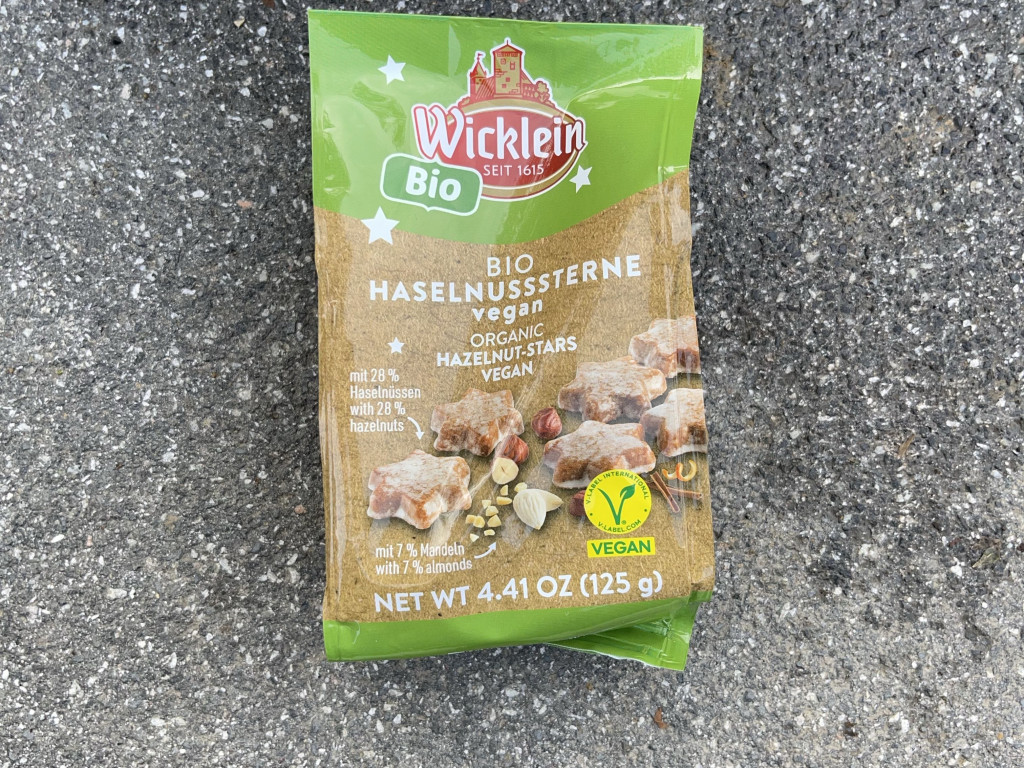 Wicklein
SEIT 1615
Bio
BIO
HASELNUSSSTERNE
vegan
ORGANIC
HAZELNUT-STARS
VEGAN
mit 28 %
Haselnüssen
with 28 %
hazelnuts
V-LABEL INTERNATIONAL
V-LABEL.COM
VEGAN
mit 7 % Mandeln
with 7 % almonds
NET WT 4.41 OZ (125 g)